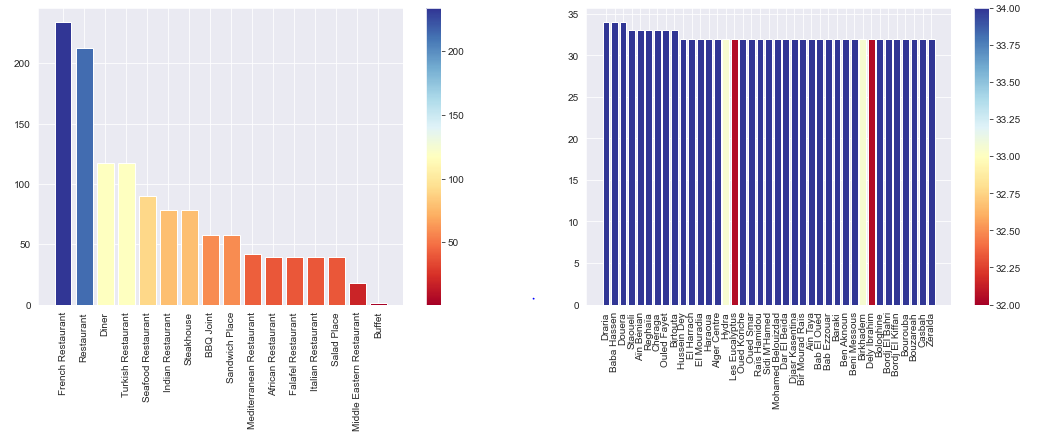 200
150
100
50
0
French Restaurant
Restaurant
Diner
Turkish Restaurant
Seafood Restaurant
Indian Restaurant
Steakhouse
BBQ Joint
Sandwich Place
Mediterranean Restaurant
African Restaurant
Falafel Restaurant
Italian Restaurant
Salad Place
Middle Eastern Restaurant
Buffet
200
150
100
50
35
30
25
20
15
10
5
0
Draria
Baba Hassen
Douera
Staoueli
Ain Benian
Reghaia
Cheraga
Ouled Fayet
Birtouta
Hussein Dey
El Harrach
El Mouradia
Haraoua
Alger Centre
Hydra
Les Eucalyptus
Oued Koriche
Oued Smar
Rais Hamidou
Sidi M'Hamed
Mohamed Belouizdad
Dar El Beida
Djasr Kasentina
Bir Mourad Rais
Ain Taya
Bab El Oued
Bab Ezzouar
Baraki
Ben Aknoun
Beni Messous
Birkhadem
Dely Ibrahim
Bologhine
Bordj El Bahri
Bordj El Kiffan
Bourouba
Bouzareah
Casbah
Zeralda
34.00
33.75
33.50
33.25
33.00
32.75
32.50
32.25
32.00